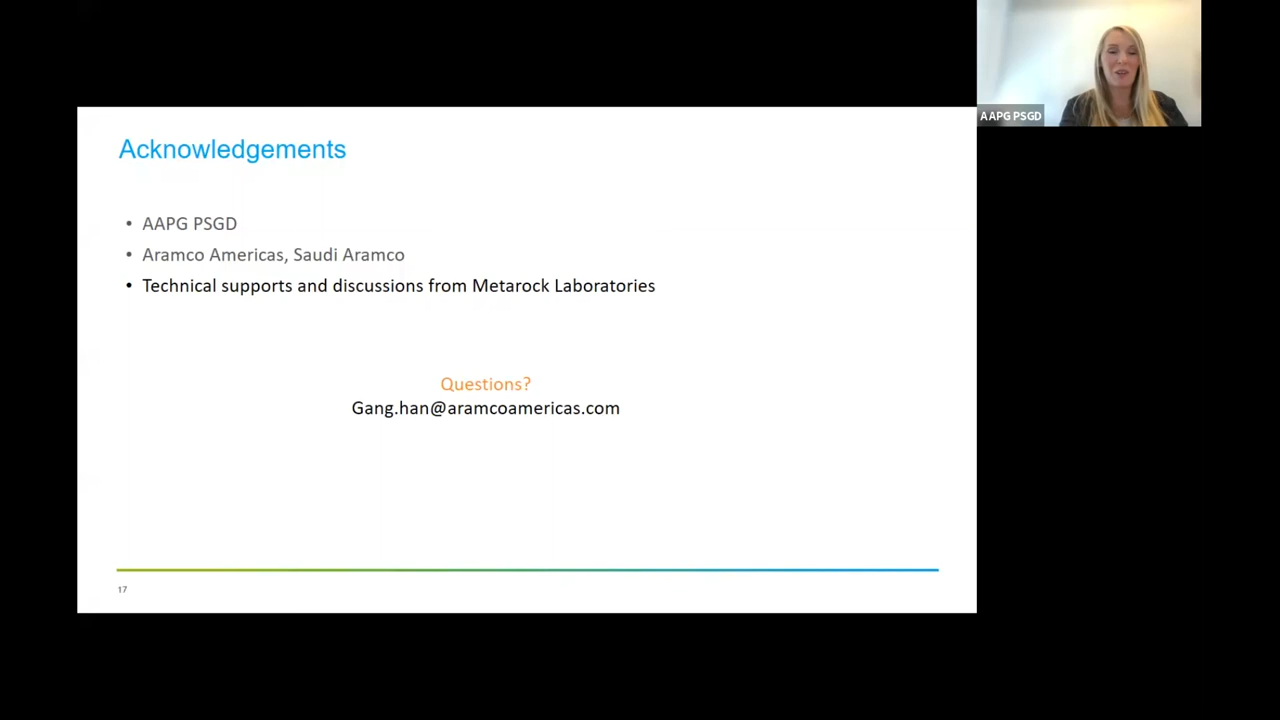 AAPG PSGD
Acknowledgements
• AAPG PSGD
• Aramco Americas, Saudi Aramco
• Technical supports and discussions from Metarock Laboratories
Questions?
Gang.han@aramcoamericas.com
17